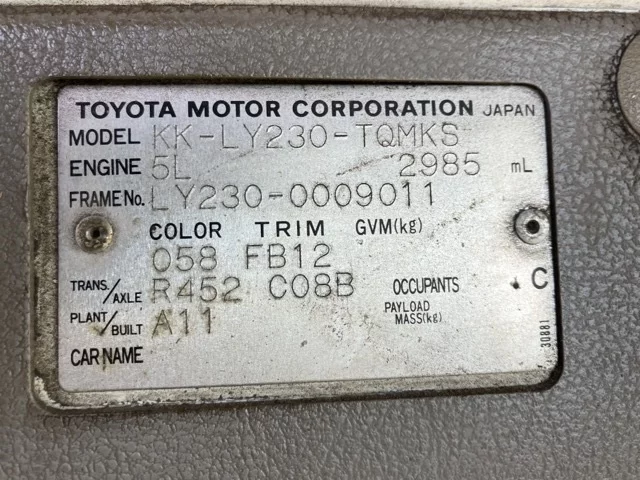 TOYOTA MOTOR CORPORATION JAPAN
MODEL KK-LY230-TQMKS
ENGINE 5L 2985 mL
FRAME No. LY230-0009011
COLOR TRIM GVM(kg)
058 FB12
TRANS./AXLE R452 C08B OCCUPANTS C
PLANT/BUILT A11 PAYLOAD MASS(kg)
CAR NAME
30881